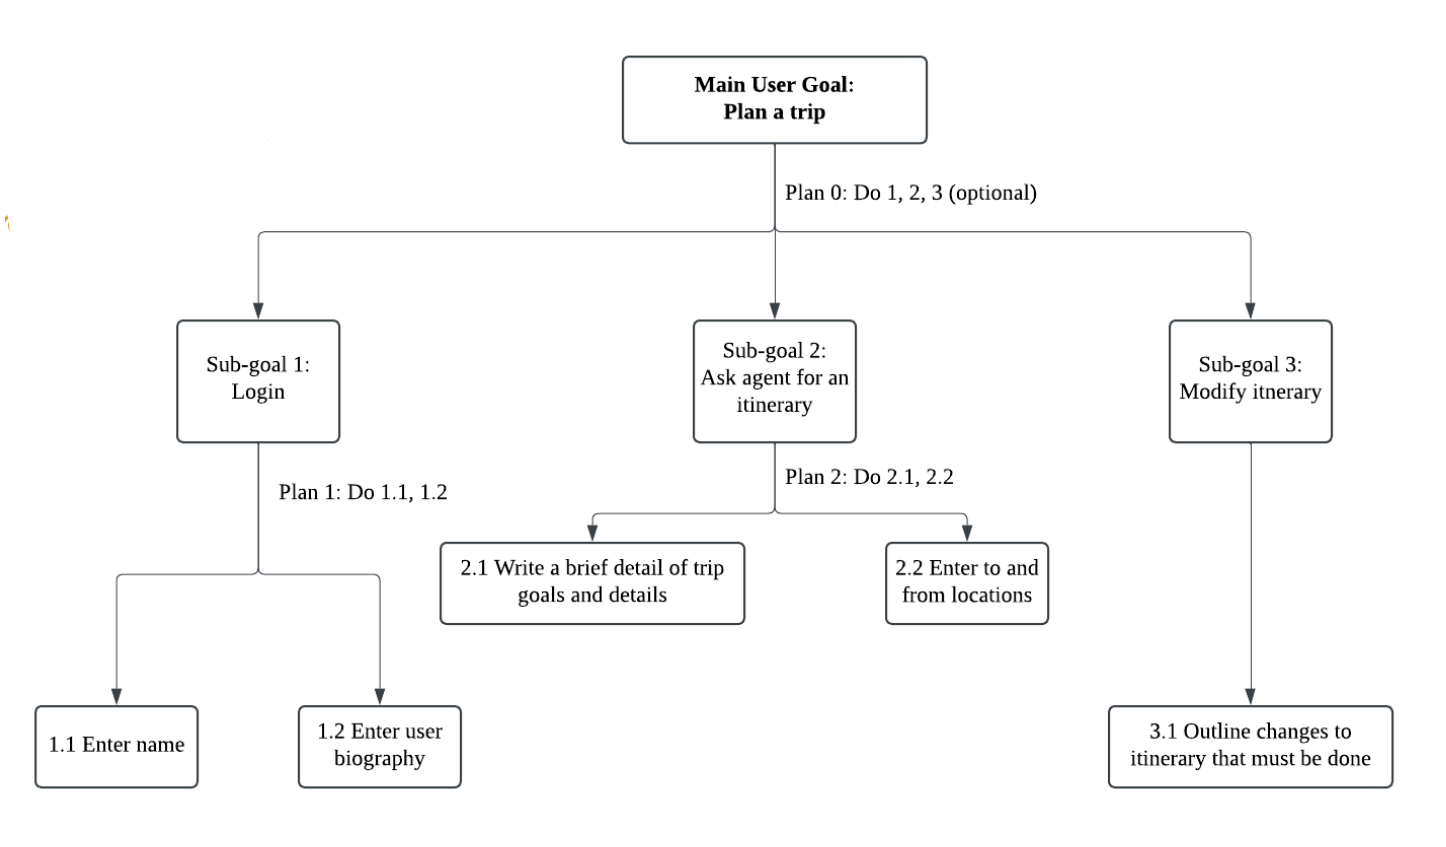 Main User Goal:
Plan a trip
Plan 0: Do 1, 2, 3 (optional)
Sub-goal 1:
Login
Sub-goal 2:
Ask agent for an
itinerary
Sub-goal 3:
Modify itnerary
Plan 1: Do 1.1, 1.2
Plan 2: Do 2.1, 2.2
2.1 Write a brief detail of trip
goals and details
2.2 Enter to and
from locations
1.1 Enter name
1.2 Enter user
biography
3.1 Outline changes to
itinerary that must be done